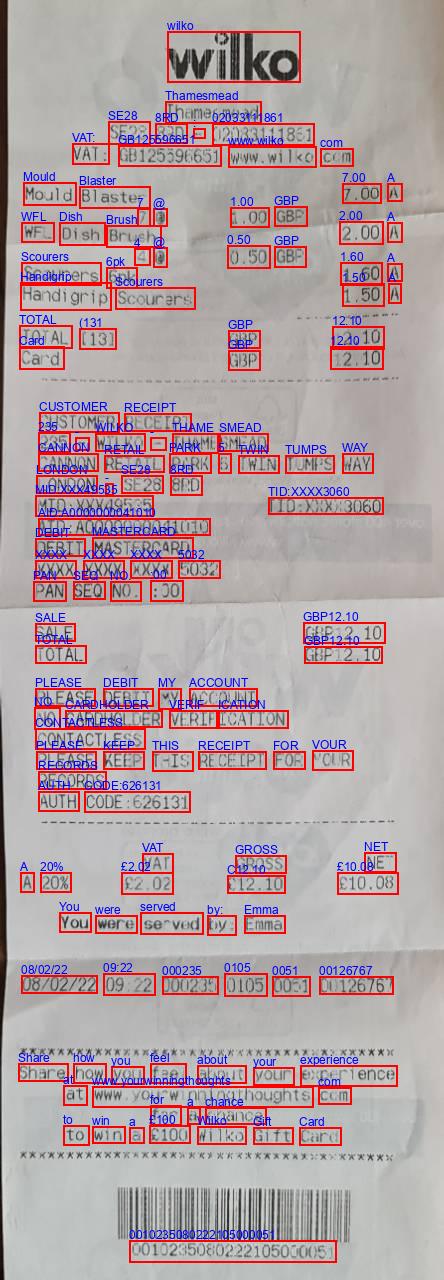 wilko
Thamesmead
SE28 8RD - 02033111861
VAT: GB125596651 www.wilko.com
Mould Blaster 7.00 A
7 @ 1.00 GBP
WFL Dish Brush 2.00 A
4 @ 0.50 GBP
Scourers 6pk 1.60 A
Handigrip Scourers 1.50 A
TOTAL (13) GBP 12.10
Card GBP 12.10
CUSTOMER RECEIPT
235 - WILKO - THAMESMEAD
CANNON RETAIL PARK 5 TWIN TUMPS WAY
LONDON - SE28 8RD
MID:XXX49535 TID:XXXX3060
AID:A0000000041010
DEBIT MASTERCARD
XXXX XXXX XXXX 5032
PAN SEQ NO. :00
SALE GBP12.10
TOTAL GBP12.10
PLEASE DEBIT MY ACCOUNT
NO CARDHOLDER VERIFICATION
CONTACTLESS
PLEASE KEEP THIS RECEIPT FOR YOUR
RECORDS
AUTH CODE:626131
VAT GROSS NET
A 20% £2.02 £12.10 £10.08
You were served by: Emma
08/02/22 09:22 000235 0105 0051 00126767
Share how you feel about your experience
at www.yourwinningthoughts.com
for a chance
to win a £100 Wilko Gift Card
0010235080222105000051